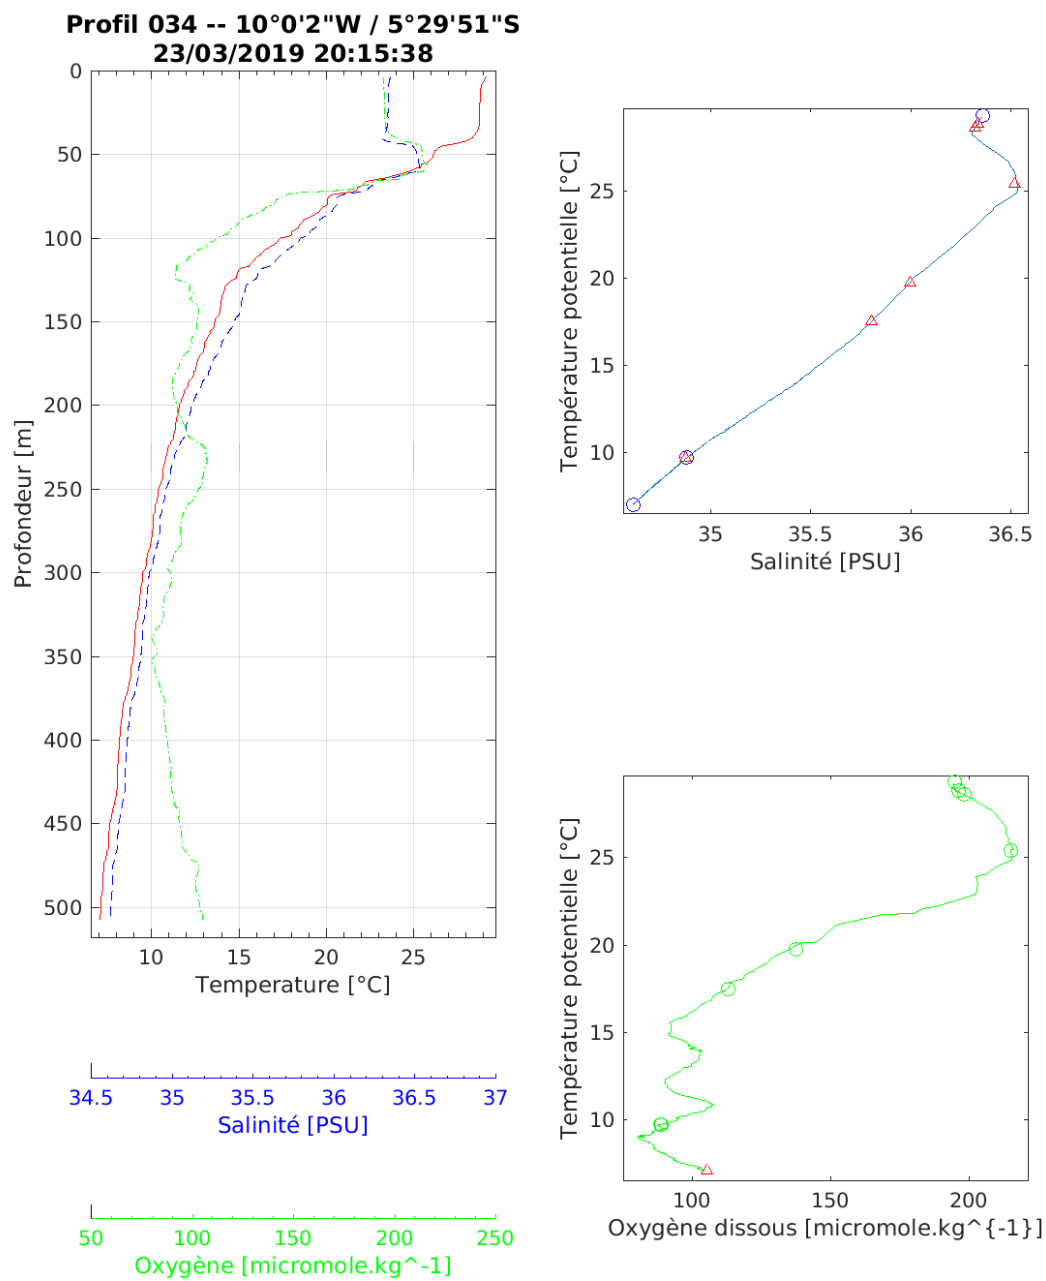 Profil 034 -- 10°0'2"W / 5°29'51"S
23/03/2019 20:15:38
0
50
100
150
200
250
300
350
400
450
500
Profondeur [m]
10 15 20 25
Temperature [°C]
34.5 35 35.5 36 36.5 37
Salinité [PSU]
50 100 150 200 250
Oxygène [micromole.kg^-1]
25
20
15
10
Température potentielle [°C]
35 35.5 36 36.5
Salinité [PSU]
25
20
15
10
Température potentielle [°C]
100 150 200
Oxygène dissous [micromole.kg^{-1}]